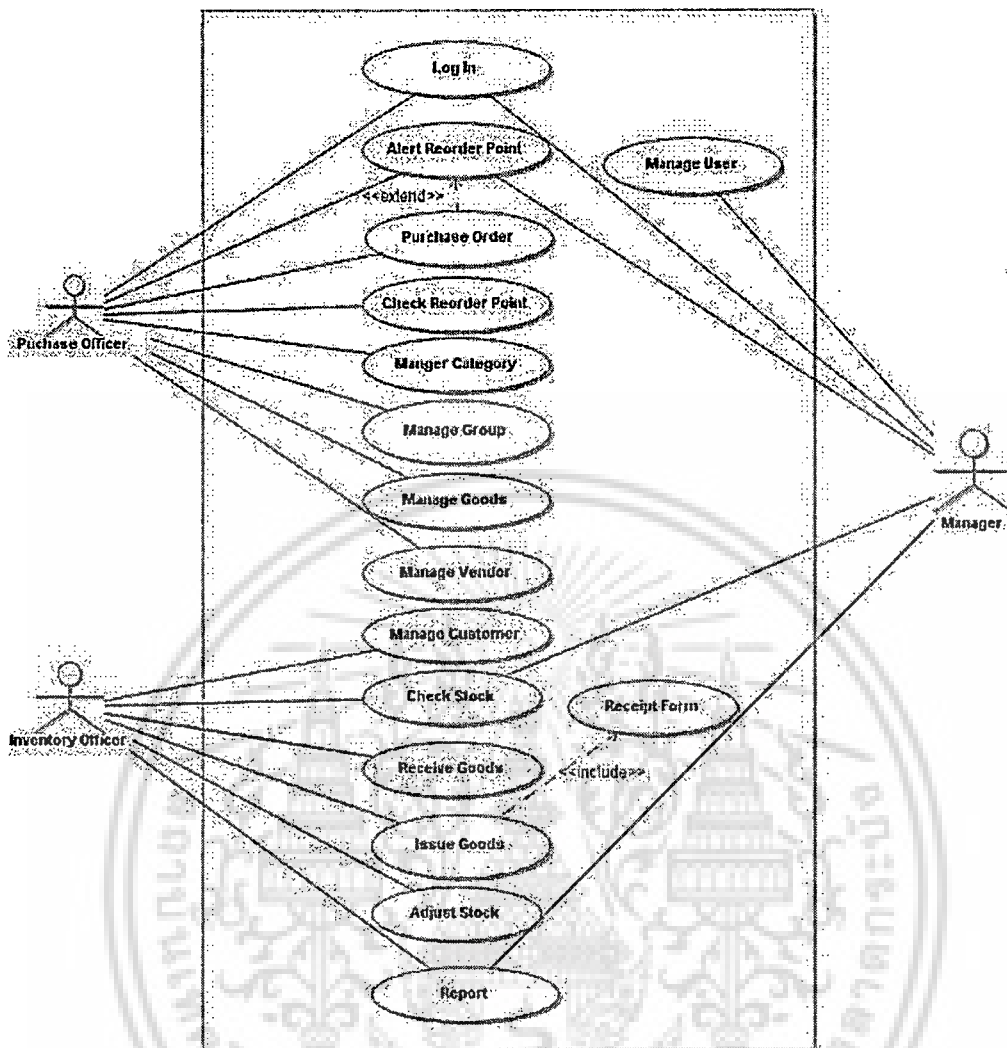 Log In
Alert Reorder Point
Manage User
<<extend>>
Purchase Order
Check Reorder Point
Puchase Officer
Manger Category
Manage Group
Manage Goods
Manager
Manage Vendor
Manage Customer
Check Stock
Receipt Form
Inventory Officer
Receive Goods
<<include>>
Issue Goods
Adjust Stock
Report